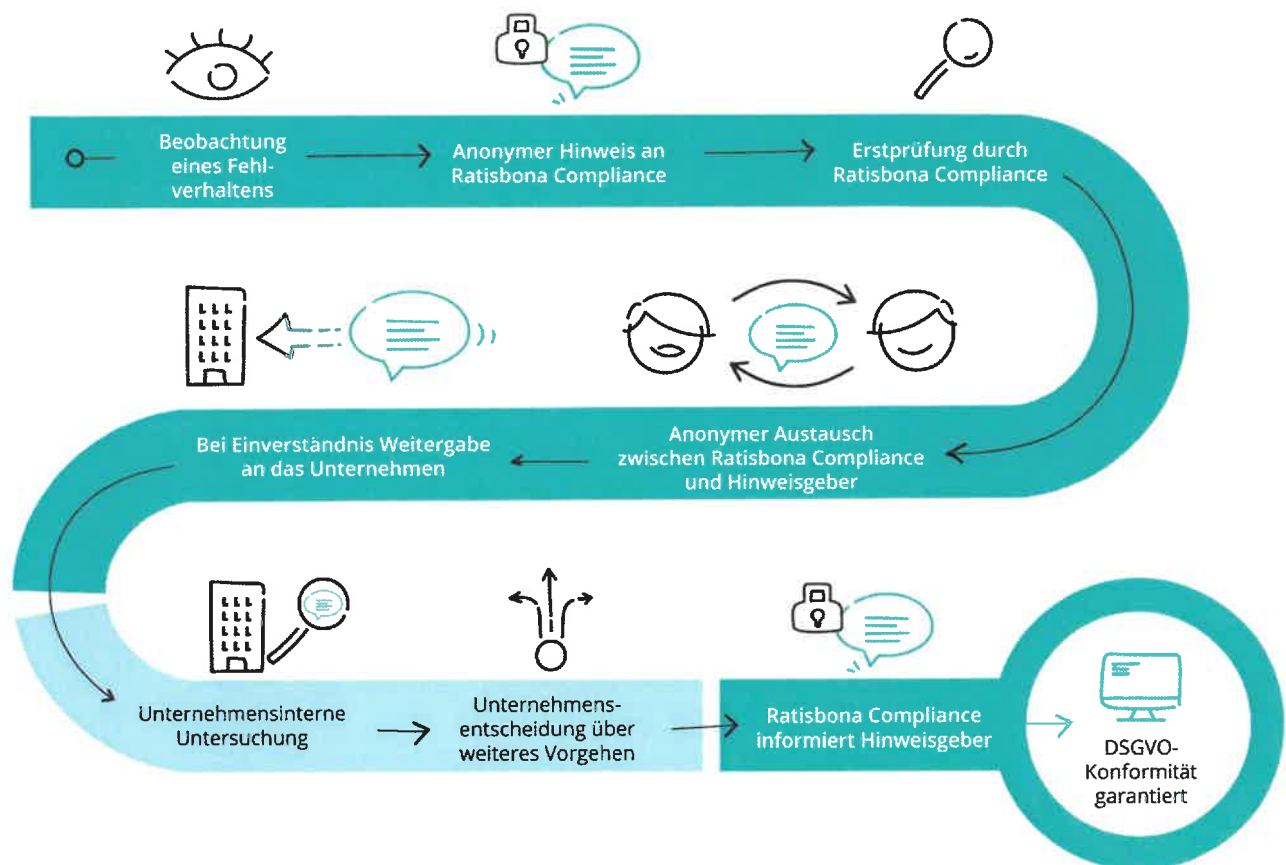 Beobachtung
eines Fehl-
verhaltens
Anonymer Hinweis an
Ratisbona Compliance
Erstprüfung durch
Ratisbona Compliance
Anonymer Austausch
zwischen Ratisbona Compliance
und Hinweisgeber
Bei Einverständnis Weitergabe
an das Unternehmen
Unternehmensinterne
Untersuchung
Unternehmens-
entscheidung über
weiteres Vorgehen
Ratisbona Compliance
informiert Hinweisgeber
DSGVO-
Konformität
garantiert